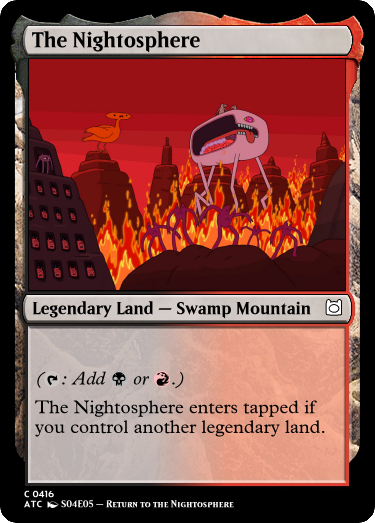 The Nightosphere
Legendary Land — Swamp Mountain
(: Add or .)
The Nightosphere enters tapped if
you control another legendary land.
C 0416
ATC S04E05 – Return to the Nightosphere